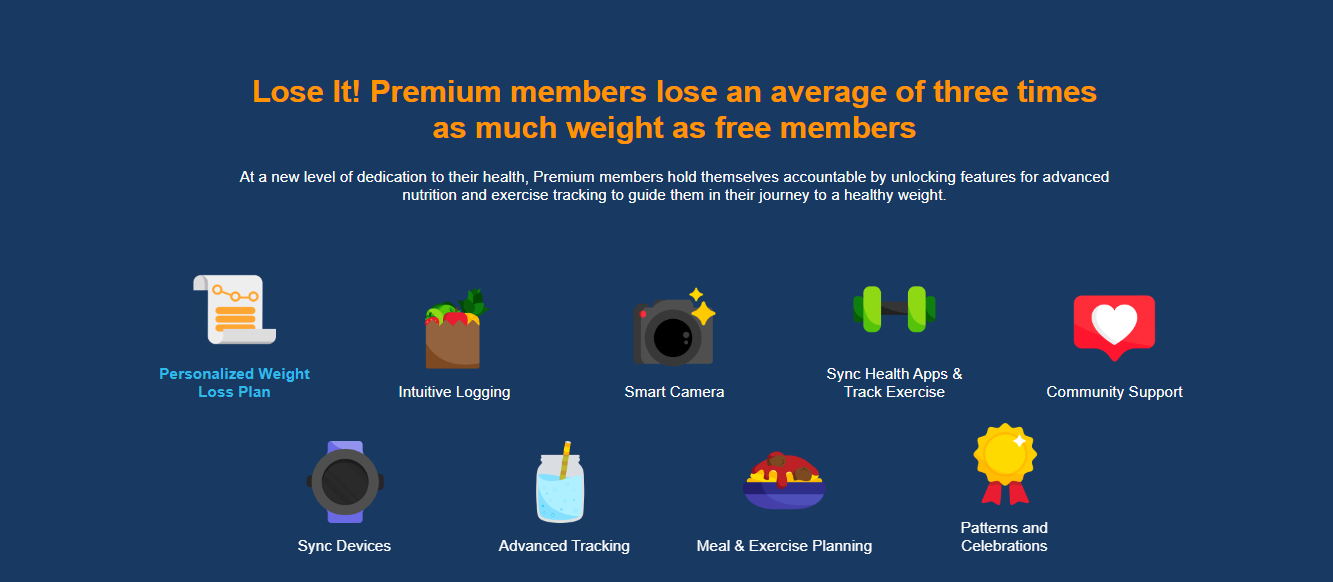 Lose It! Premium members lose an average of three times
as much weight as free members
At a new level of dedication to their health, Premium members hold themselves accountable by unlocking features for advanced
nutrition and exercise tracking to guide them in their journey to a healthy weight.
Personalized Weight
Loss Plan
Intuitive Logging
Smart Camera
Sync Health Apps &
Track Exercise
Community Support
Sync Devices
Advanced Tracking
Meal & Exercise Planning
Patterns and
Celebrations